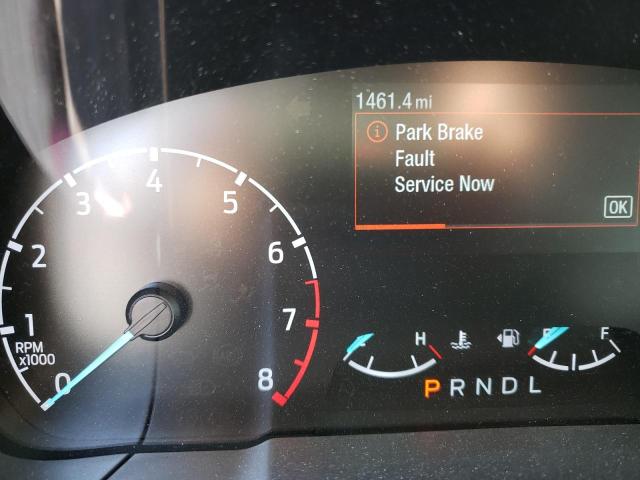 1461.4 mi
Park Brake
Fault
Service Now
OK
0 1 2 3 4 5 6 7 8
RPM
x1000
H
F
P R N D L